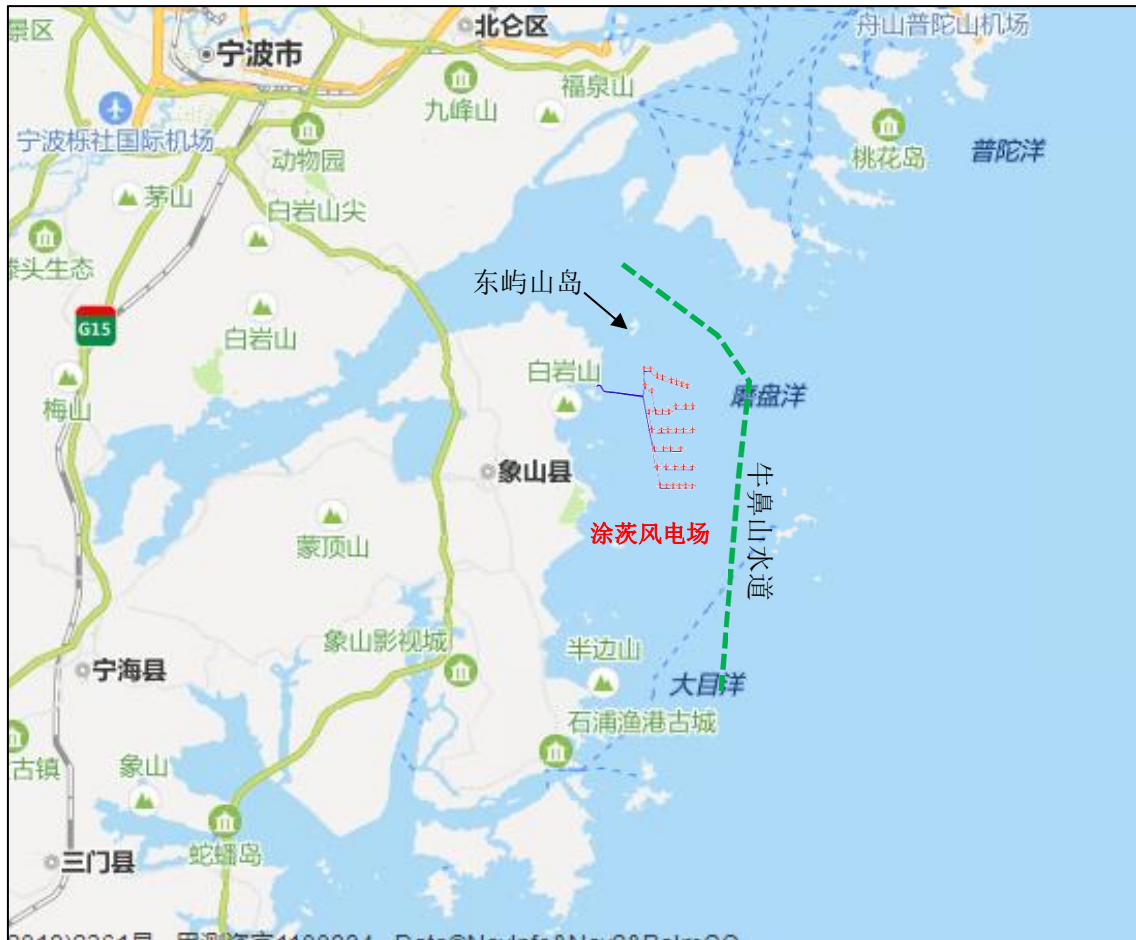 景区
北仑区
舟山普陀山机场
宁波市
九峰山
福泉山
宁波栎社国际机场
动物园
桃花岛
普陀洋
茅山
白岩山尖
滕头生态
东屿山岛
G15
白岩山
白岩山
磨盘洋
梅山
象山县
牛鼻山水道
涂茨风电场
蒙顶山
象山影视城
半边山
宁海县
大目洋
石浦渔港古城
古镇
象山
蛇蟠岛
三门县